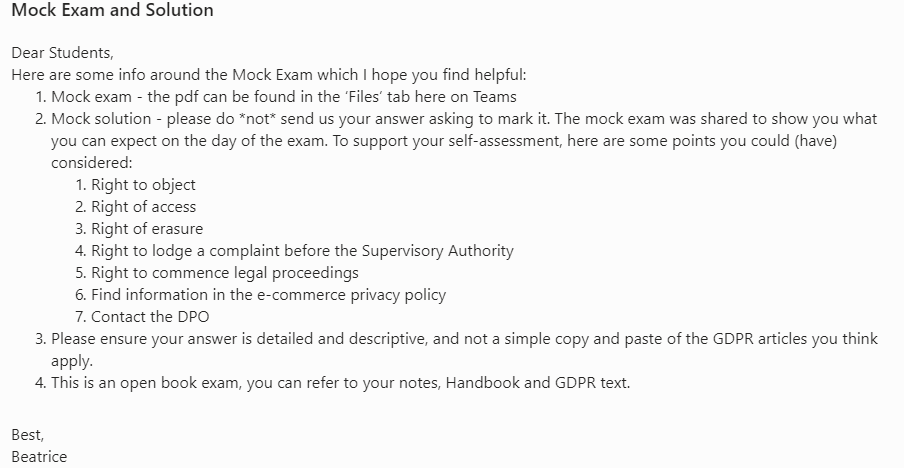 Mock Exam and Solution
Dear Students,
Here are some info around the Mock Exam which I hope you find helpful:
1. Mock exam - the pdf can be found in the ‘Files’ tab here on Teams
2. Mock solution - please do *not* send us your answer asking to mark it. The mock exam was shared to show you what
you can expect on the day of the exam. To support your self-assessment, here are some points you could (have)
considered:
1. Right to object
2. Right of access
3. Right of erasure
4. Right to lodge a complaint before the Supervisory Authority
5. Right to commence legal proceedings
6. Find information in the e-commerce privacy policy
7. Contact the DPO
3. Please ensure your answer is detailed and descriptive, and not a simple copy and paste of the GDPR articles you think
apply.
4. This is an open book exam, you can refer to your notes, Handbook and GDPR text.
Best,
Beatrice